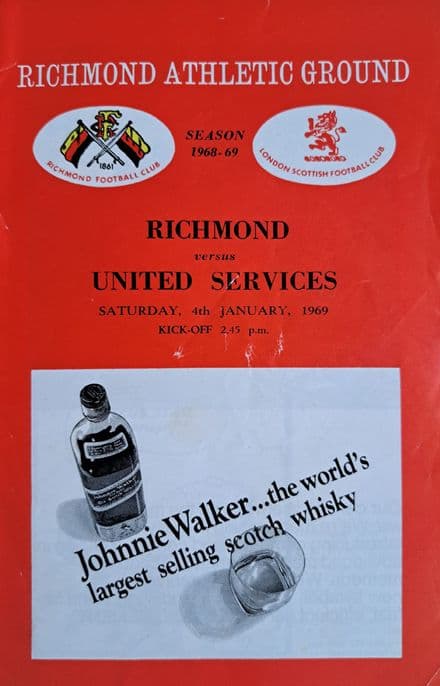 RICHMOND ATHLETIC GROUND
1861
RICHMOND FOOTBALL CLUB
SEASON
1968-69
LONDON SCOTTISH FOOTBALL CLUB
RICHMOND
versus
UNITED SERVICES
SATURDAY, 4th JANUARY, 1969
KICK-OFF 2.45 p.m.
Johnnie Walker...the world's
largest selling scotch whisky